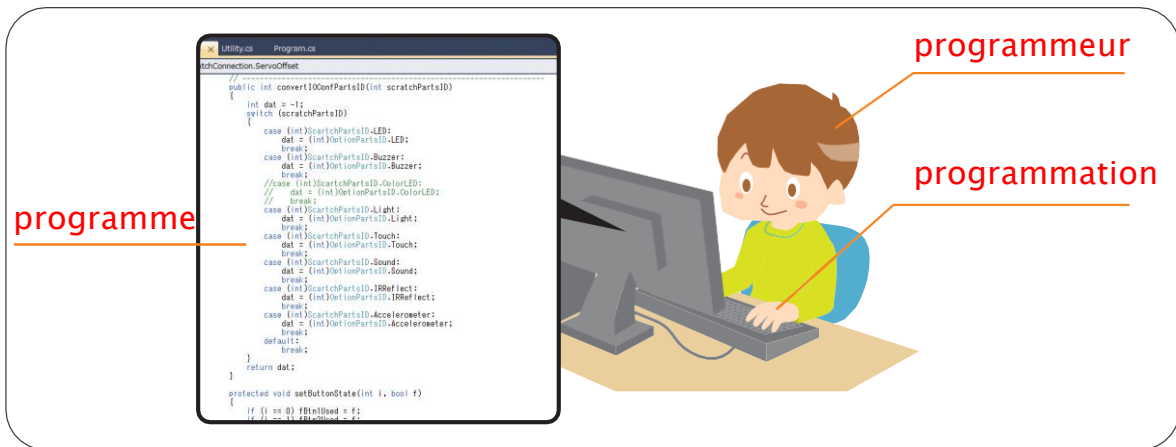 programmeur
programmation
programme
Utility.cs Program.cs
tchConnection.ServoOffset
// ----------------------------------------------------------------------
public int convertIOConfPartsID(int scratchPartsID)
{
int dat = -1;
switch (scratchPartsID)
{
case (int)ScartchPartsID.LED:
dat = (int)OptionPartsID.LED;
break;
case (int)ScartchPartsID.Buzzer:
dat = (int)OptionPartsID.Buzzer;
break;
//case (int)ScartchPartsID.ColorLED:
// dat = (int)OptionPartsID.ColorLED;
// break;
case (int)ScartchPartsID.Light:
dat = (int)OptionPartsID.Light;
break;
case (int)ScartchPartsID.Touch:
dat = (int)OptionPartsID.Touch;
break;
case (int)ScartchPartsID.Sound:
dat = (int)OptionPartsID.Sound;
break;
case (int)ScartchPartsID.IRReflect:
dat = (int)OptionPartsID.IRReflect;
break;
case (int)ScartchPartsID.Accelerometer:
dat = (int)OptionPartsID.Accelerometer;
break;
default:
break;
}
return dat;
}
protected void setButtonState(int i, bool f)
{
if (i == 0) fBtn1Used = f;